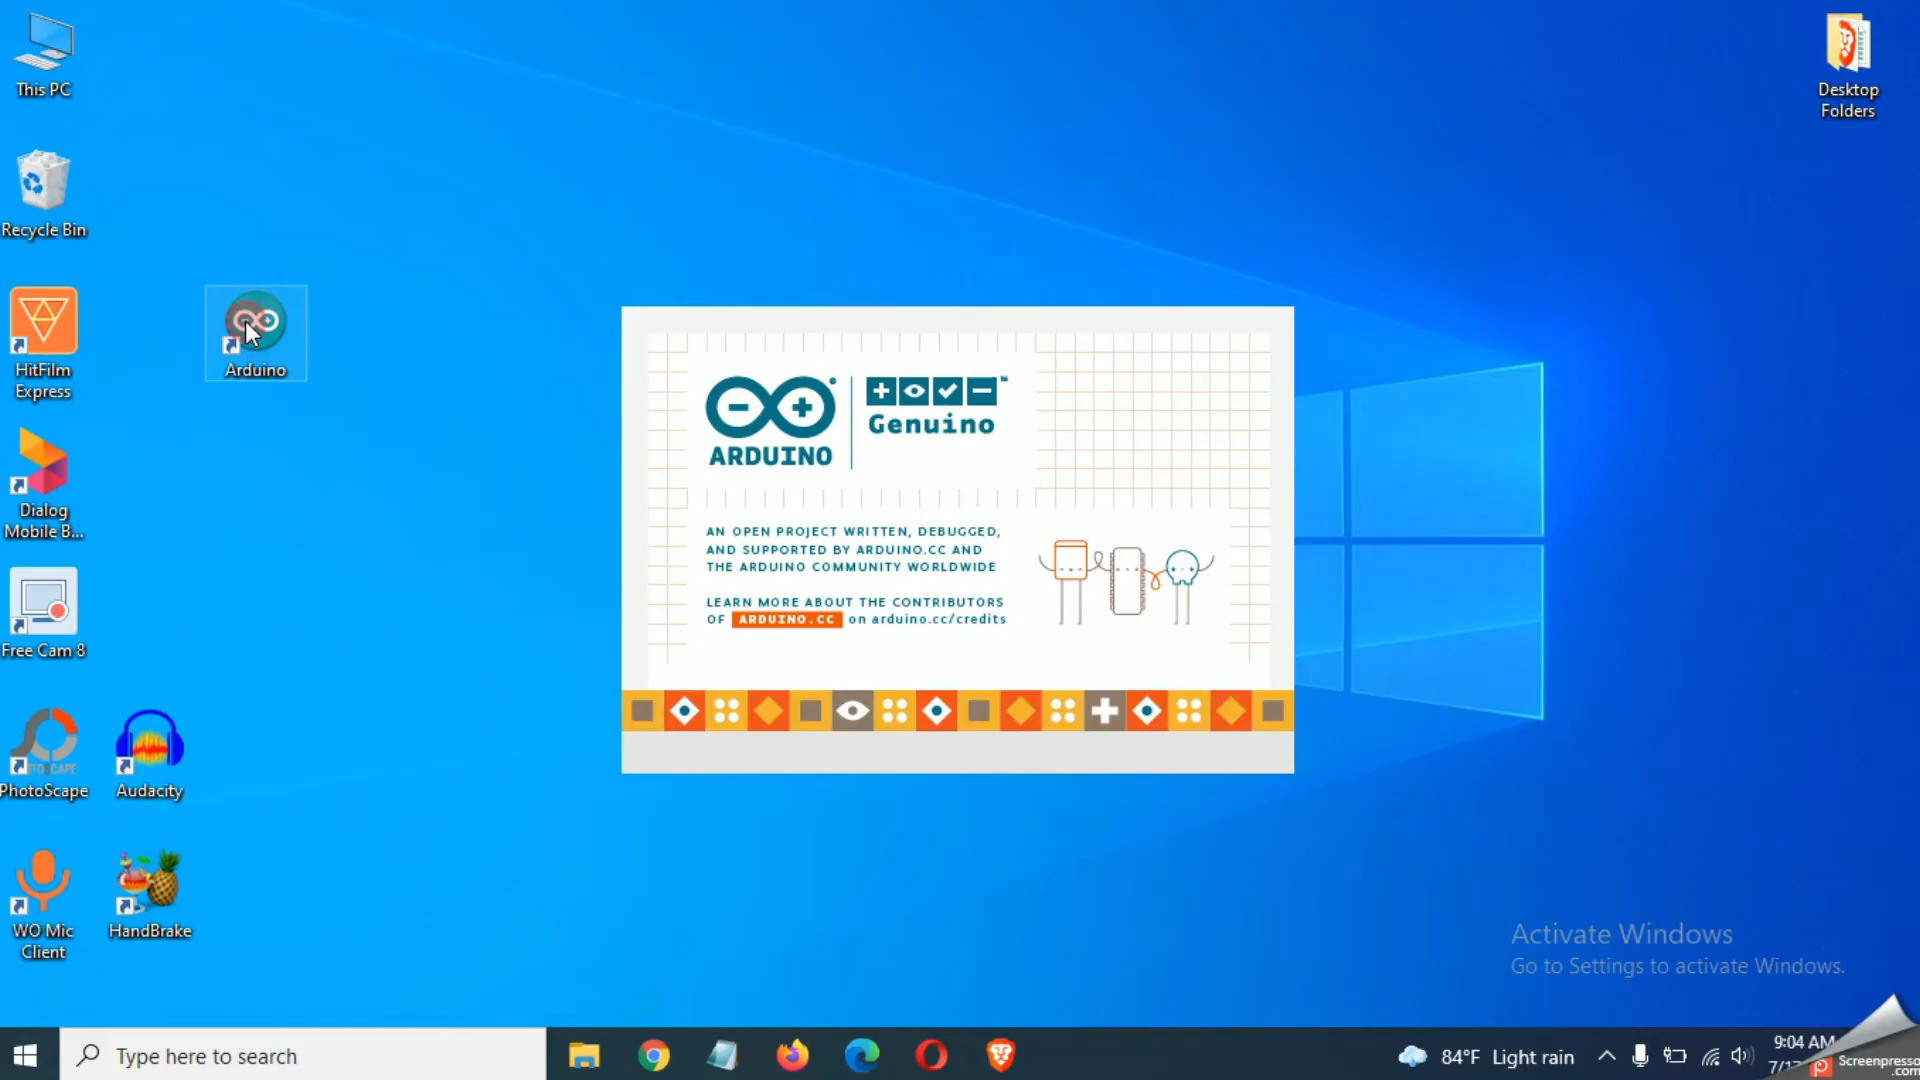 This PC
Recycle Bin
HitFilm
Express
Dialog
Mobile B...
Free Cam 8
PhotoScape
WO Mic
Client
Audacity
HandBrake
Arduino
ARDUINO
Genuino
AN OPEN PROJECT WRITTEN, DEBUGGED,
AND SUPPORTED BY ARDUINO.CC AND
THE ARDUINO COMMUNITY WORLDWIDE
LEARN MORE ABOUT THE CONTRIBUTORS
OF ARDUINO.CC on arduino.cc/credits
Desktop
Folders
Activate Windows
Go to Settings to activate Windows.
Type here to search
84°F Light rain
9:04 AM
Screenpresso
.com